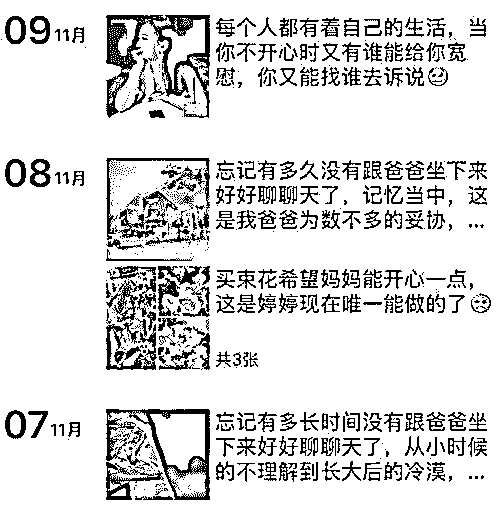 09 11月
每个人都有着自己的生活，当
你不开心时又有谁能给你宽
慰，你又能找谁去诉说
08 11月
忘记有多久没有跟爸爸坐下来
好好聊聊天了，记忆当中，这
是我爸爸为数不多的妥协，...
买束花希望妈妈能开心一点，
这是婷婷现在唯一能做的了
共3张
07 11月
忘记有多长时间没有跟爸爸坐
下来好好聊聊天了，从小时候
的不理解到长大后的冷漠，...